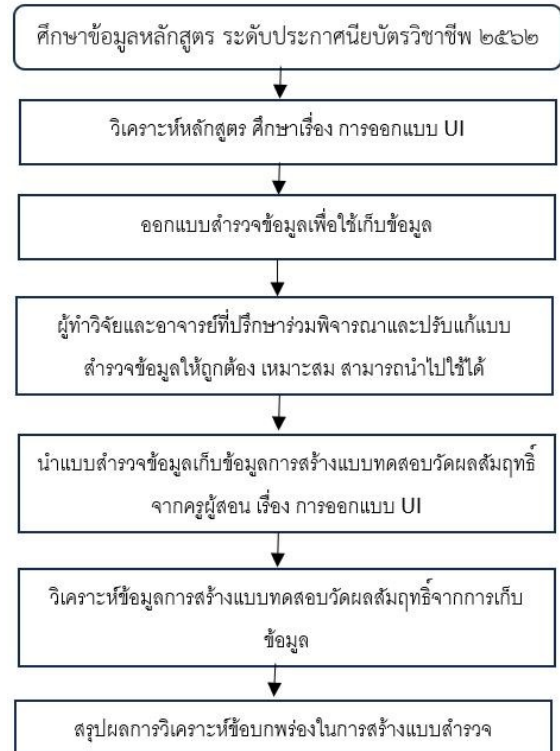 ศึกษาข้อมูลหลักสูตร ระดับประกาศนียบัตรวิชาชีพ ๒๕๖๒
วิเคราะห์หลักสูตร ศึกษาเรื่อง การออกแบบ UI
ออกแบบสำรวจข้อมูลเพื่อใช้เก็บข้อมูล
ผู้ทำวิจัยและอาจารย์ที่ปรึกษาร่วมพิจารณาและปรับแก้แบบ
สำรวจข้อมูลให้ถูกต้อง เหมาะสม สามารถนำไปใช้ได้
นำแบบสำรวจข้อมูลเก็บข้อมูลการสร้างแบบทดสอบวัดผลสัมฤทธิ์
จากครูผู้สอน เรื่อง การออกแบบ UI
วิเคราะห์ข้อมูลการสร้างแบบทดสอบวัดผลสัมฤทธิ์จากการเก็บ
ข้อมูล
สรุปผลการวิเคราะห์ข้อบกพร่องในการสร้างแบบสำรวจ